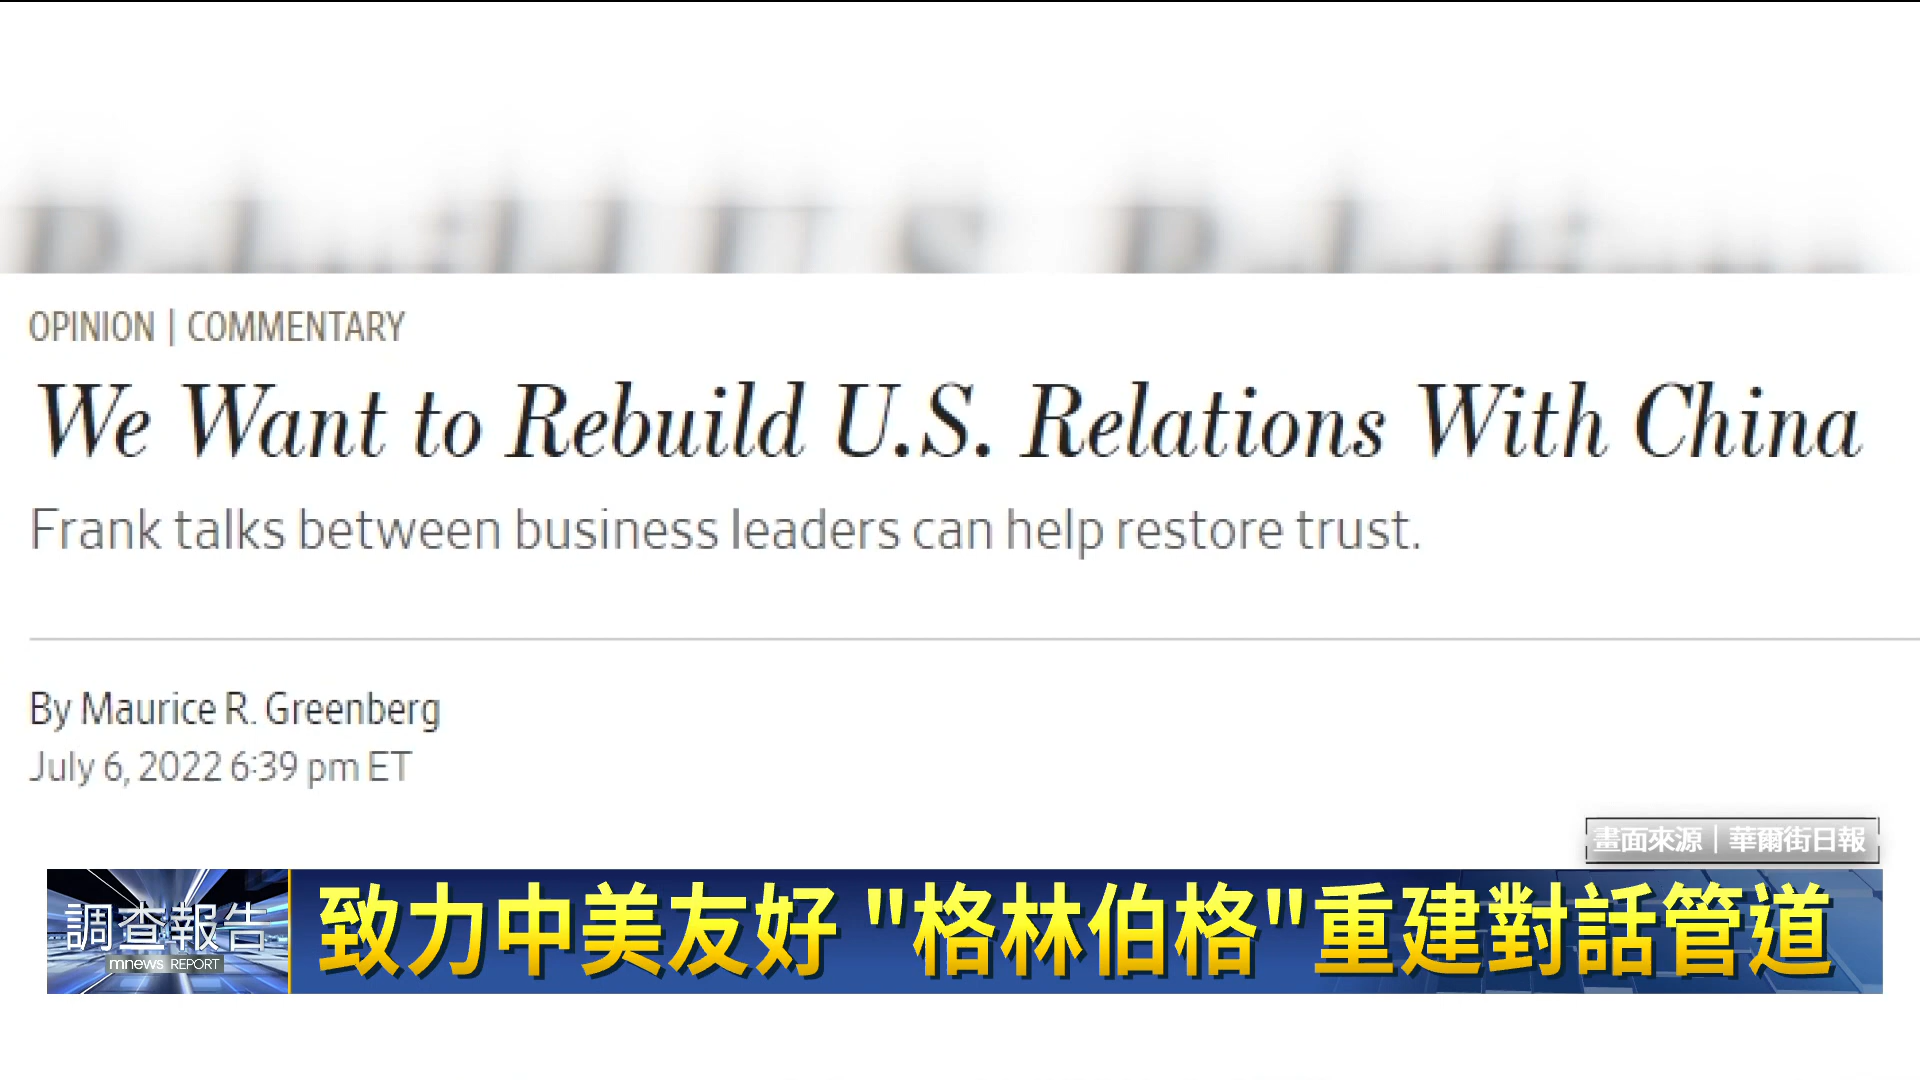 OPINION | COMMENTARY
We Want to Rebuild U.S. Relations With China
Frank talks between business leaders can help restore trust.
By Maurice R. Greenberg
July 6, 2022 6:39 pm ET
畫面來源｜華爾街日報
調查報告
mnews REPORT
致力中美友好 "格林伯格"重建對話管道